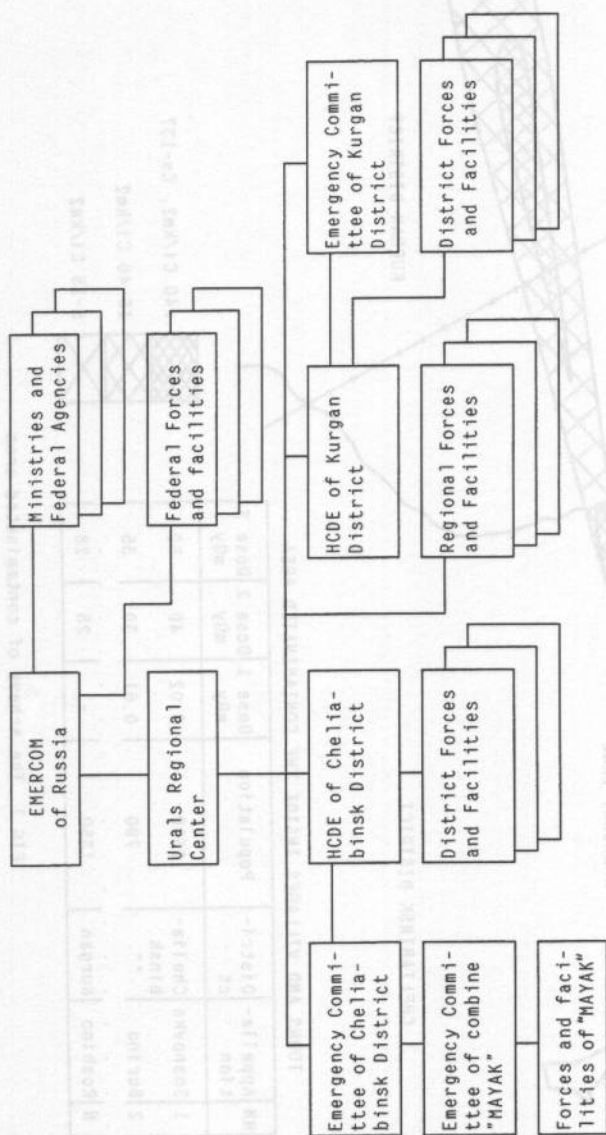 EMERCOM
of Russia
Ministries and
Federal Agencies
Urals Regional
Center
Federal Forces
and facilities
Emergency Commi-
ttee of Chelia-
binsk District
HCDE of Chelia-
binsk District
HCDE of Kurgan
District
Emergency Commi-
ttee of Kurgan
District
Emergency Commi-
ttee of combine
"MAYAK"
District Forces
and Facilities
Regional Forces
and Facilities
District Forces
and Facilities
Forces and faci-
lities of "MAYAK"